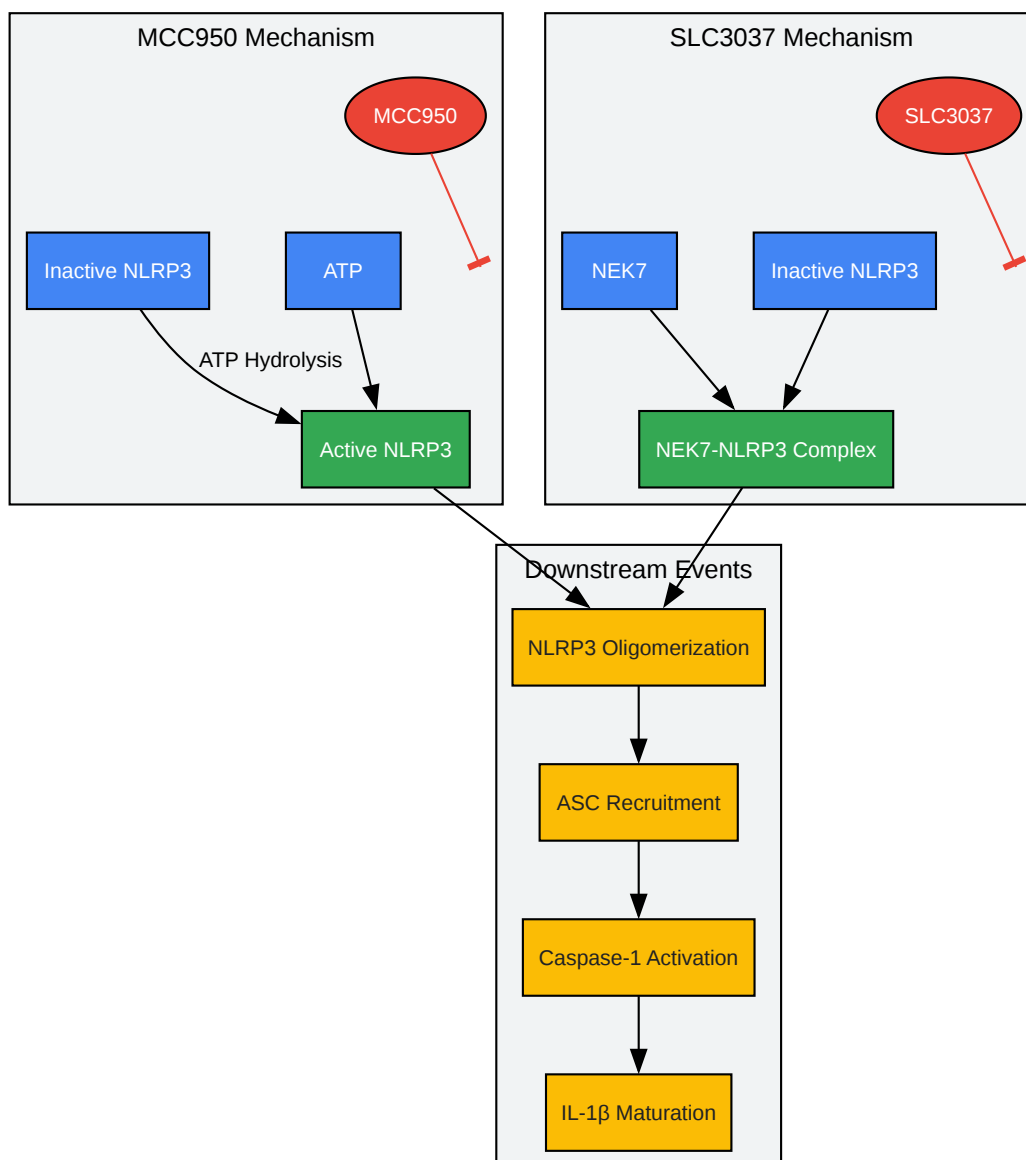 MCC950 Mechanism
MCC950
Inactive NLRP3
ATP
ATP Hydrolysis
Active NLRP3
SLC3037 Mechanism
SLC3037
NEK7
Inactive NLRP3
NEK7-NLRP3 Complex
Downstream Events
NLRP3 Oligomerization
ASC Recruitment
Caspase-1 Activation
IL-1β Maturation